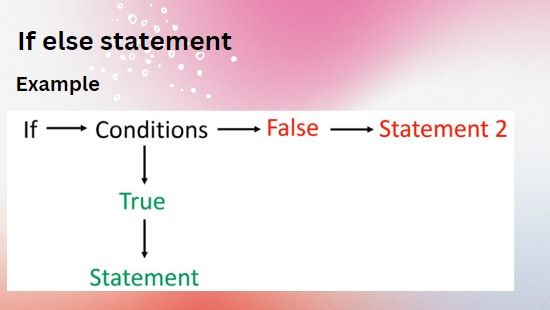 If else statement
Example
If Conditions False Statement 2
True
Statement